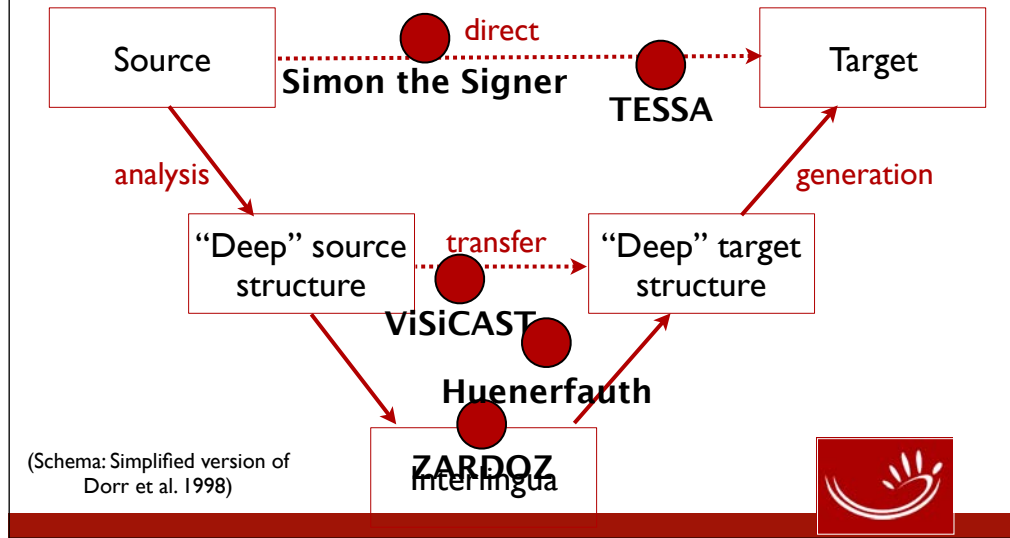 direct
Source
Target
Simon the Signer
TESSA
analysis
generation
“Deep” source
structure
transfer
“Deep” target
structure
ViSiCAST
Huenerfauth
ZARDOZ
Interlingua
(Schema: Simplified version of
Dorr et al. 1998)